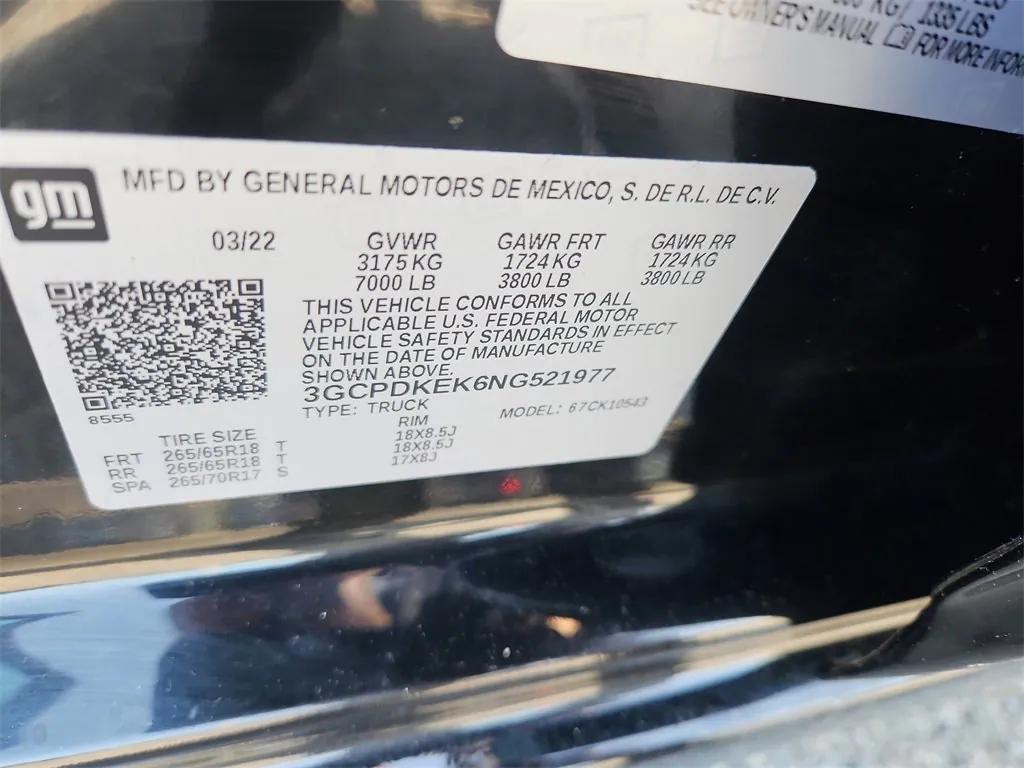 1335 LBS
SEE OWNER'S MANUAL FOR MORE
gm
MFD BY GENERAL MOTORS DE MEXICO, S. DE R.L. DE C.V.
03/22 GVWR GAWR FRT GAWR RR
3175 KG 1724 KG 1724 KG
7000 LB 3800 LB 3800 LB
THIS VEHICLE CONFORMS TO ALL
APPLICABLE U.S. FEDERAL MOTOR
VEHICLE SAFETY STANDARDS IN EFFECT
ON THE DATE OF MANUFACTURE
SHOWN ABOVE.
3GCPDKEK6NG521977
8555
TYPE: TRUCK MODEL: 67CK10543
TIRE SIZE RIM
FRT 265/65R18 T 18X8.5J
RR 265/65R18 T 18X8.5J
SPA 265/70R17 S 17X8J